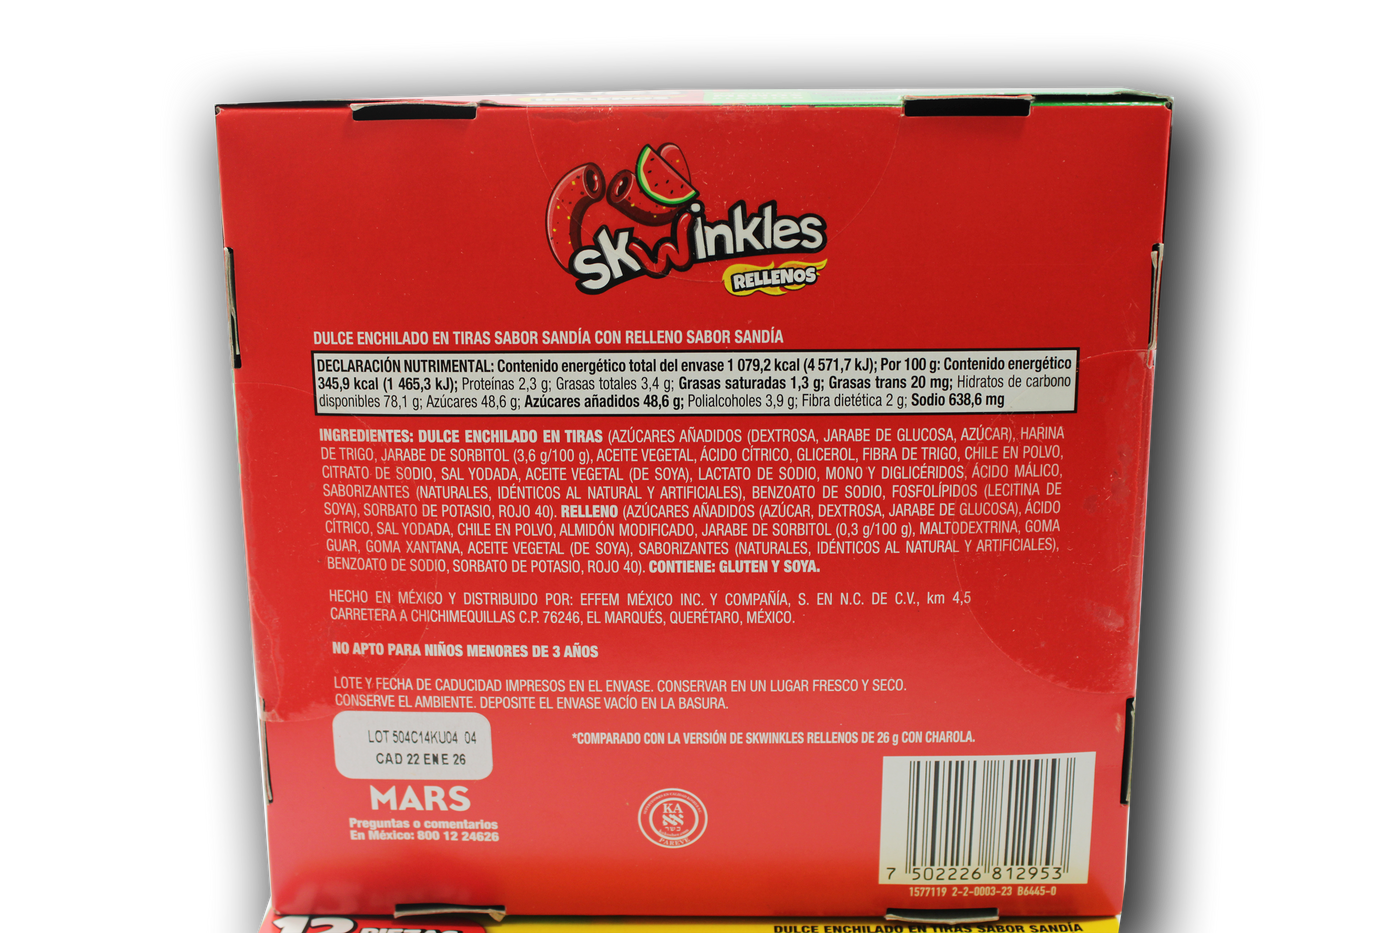 skwinkles
RELLENOS
DULCE ENCHILADO EN TIRAS SABOR SANDÍA CON RELLENO SABOR SANDÍA
DECLARACIÓN NUTRIMENTAL: Contenido energético total del envase 1 079,2 kcal (4 571,7 kJ); Por 100 g: Contenido energético
345,9 kcal (1 465,3 kJ); Proteínas 2,3 g; Grasas totales 3,4 g; Grasas saturadas 1,3 g; Grasas trans 20 mg; Hidratos de carbono
disponibles 78,1 g; Azúcares 48,6 g; Azúcares añadidos 48,6 g; Polialcoholes 3,9 g; Fibra dietética 2 g; Sodio 638,6 mg
INGREDIENTES: DULCE ENCHILADO EN TIRAS (AZÚCARES AÑADIDOS (DEXTROSA, JARABE DE GLUCOSA, AZÚCAR), HARINA
DE TRIGO, JARABE DE SORBITOL (3,6 g/100 g), ACEITE VEGETAL, ÁCIDO CÍTRICO, GLICEROL, FIBRA DE TRIGO, CHILE EN POLVO,
CITRATO DE SODIO, SAL YODADA, ACEITE VEGETAL (DE SOYA), LACTATO DE SODIO, MONO Y DIGLICÉRIDOS, ÁCIDO MÁLICO,
SABORIZANTES (NATURALES, IDÉNTICOS AL NATURAL Y ARTIFICIALES), BENZOATO DE SODIO, FOSFOLÍPIDOS (LECITINA DE
SOYA), SORBATO DE POTASIO, ROJO 40). RELLENO (AZÚCARES AÑADIDOS (AZÚCAR, DEXTROSA, JARABE DE GLUCOSA), ÁCIDO
CÍTRICO, SAL YODADA, CHILE EN POLVO, ALMIDÓN MODIFICADO, JARABE DE SORBITOL (0,3 g/100 g), MALTODEXTRINA, GOMA
GUAR, GOMA XANTANA, ACEITE VEGETAL (DE SOYA), SABORIZANTES (NATURALES, IDÉNTICOS AL NATURAL Y ARTIFICIALES),
BENZOATO DE SODIO, SORBATO DE POTASIO, ROJO 40). CONTIENE: GLUTEN Y SOYA.
HECHO EN MÉXICO Y DISTRIBUIDO POR: EFFEM MÉXICO INC. Y COMPAÑÍA, S. EN N.C. DE C.V., km 4,5
CARRETERA A CHICHIMEQUILLAS C.P. 76246, EL MARQUÉS, QUERÉTARO, MÉXICO.
NO APTO PARA NIÑOS MENORES DE 3 AÑOS
LOTE Y FECHA DE CADUCIDAD IMPRESOS EN EL ENVASE. CONSERVAR EN UN LUGAR FRESCO Y SECO.
CONSERVE EL AMBIENTE. DEPOSITE EL ENVASE VACÍO EN LA BASURA.
LOT 504C14KU04 04
CAD 22 ENE 26
*COMPARADO CON LA VERSIÓN DE SKWINKLES RELLENOS DE 26 g CON CHAROLA.
MARS
Preguntas o comentarios
En México: 800 12 24626
KA
כשר
PAREVE
7 502226 812953
1577119 2-2-0003-23 B6445-0
12 PIEZAS
DULCE ENCHILADO EN TIRAS SABOR SANDÍA